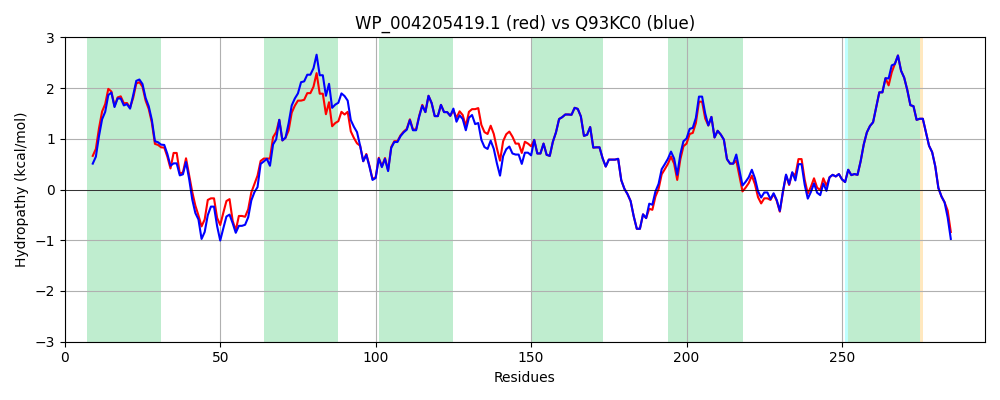 WP_004205419.1 (red) vs Q93KC0 (blue)
Hydropathy (kcal/mol)
3
2
1
0
−1
−2
−3
0 50 100 150 200 250
Residues